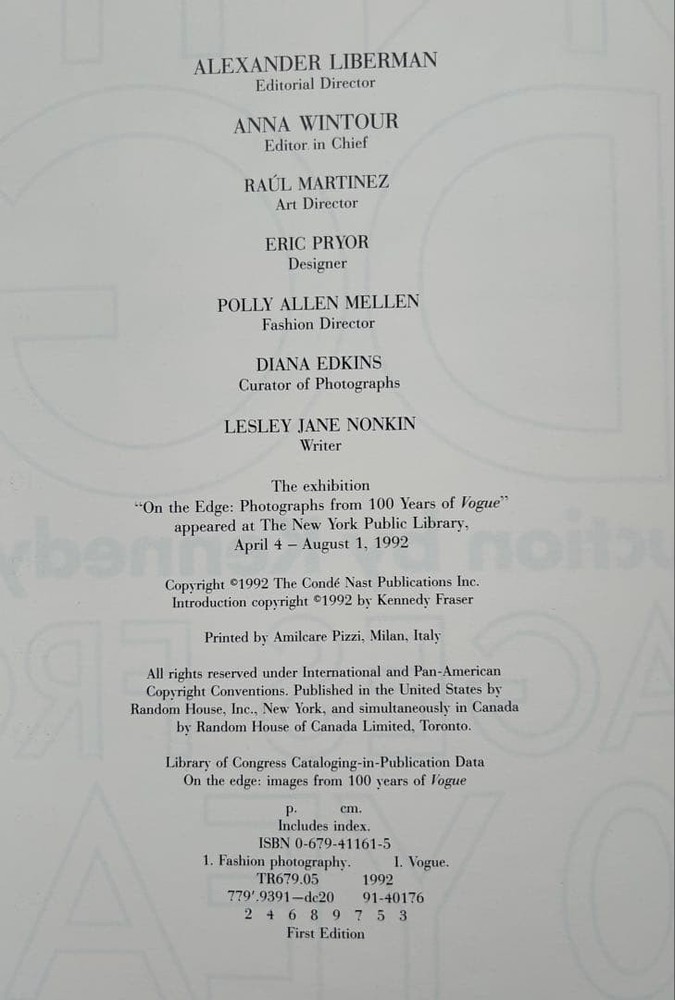 ALEXANDER LIBERMAN
Editorial Director
ANNA WINTOUR
Editor in Chief
RAÚL MARTINEZ
Art Director
ERIC PRYOR
Designer
POLLY ALLEN MELLEN
Fashion Director
DIANA EDKINS
Curator of Photographs
LESLEY JANE NONKIN
Writer
The exhibition
“On the Edge: Photographs from 100 Years of Vogue”
appeared at The New York Public Library,
April 4 – August 1, 1992
Copyright ©1992 The Condé Nast Publications Inc.
Introduction copyright ©1992 by Kennedy Fraser
Printed by Amilcare Pizzi, Milan, Italy
All rights reserved under International and Pan-American
Copyright Conventions. Published in the United States by
Random House, Inc., New York, and simultaneously in Canada
by Random House of Canada Limited, Toronto.
Library of Congress Cataloging-in-Publication Data
On the edge: images from 100 years of Vogue
p. cm.
Includes index.
ISBN 0-679-41161-5
1. Fashion photography. I. Vogue.
TR679.05 1992
779′.9391—dc20 91-40176
2 4 6 8 9 7 5 3
First Edition